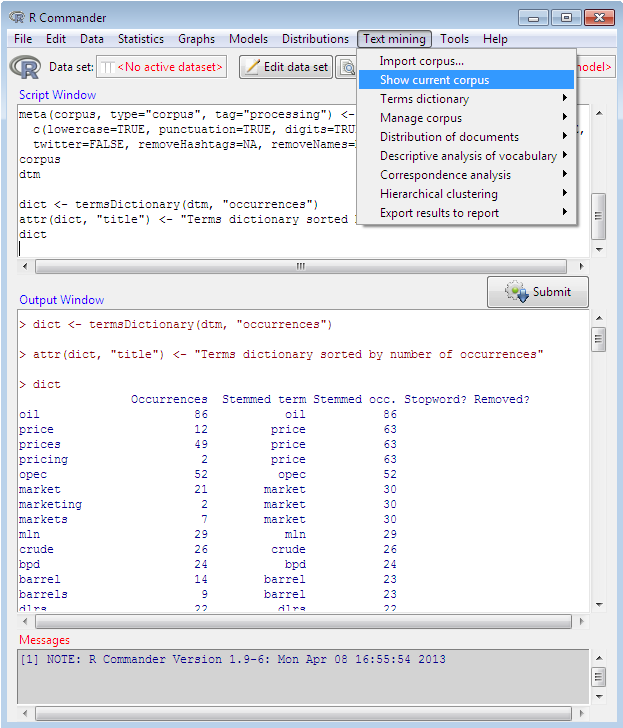 R Commander
File Edit Data Statistics Graphs Models Distributions Text mining Tools Help
Data set: <No active dataset> Edit data set model>
Import corpus...
Show current corpus
Terms dictionary
Manage corpus
Distribution of documents
Descriptive analysis of vocabulary
Correspondence analysis
Hierarchical clustering
Export results to report
Script Window
meta(corpus, type="corpus", tag="processing") <-
c(lowercase=TRUE, punctuation=TRUE, digits=TRU
twitter=FALSE, removeHashtags=NA, removeNames=
corpus
dtm
dict <- termsDictionary(dtm, "occurrences")
attr(dict, "title") <- "Terms dictionary sorted
dict
Submit
Output Window
> dict <- termsDictionary(dtm, "occurrences")
> attr(dict, "title") <- "Terms dictionary sorted by number of occurrences"
> dict
Occurrences Stemmed term Stemmed occ. Stopword? Removed?
oil 86 oil 86
price 12 price 63
prices 49 price 63
pricing 2 price 63
opec 52 opec 52
market 21 market 30
marketing 2 market 30
markets 7 market 30
mln 29 mln 29
crude 26 crude 26
bpd 24 bpd 24
barrel 14 barrel 23
barrels 9 barrel 23
dlrs 22 dlrs 22
Messages
[1] NOTE: R Commander Version 1.9-6: Mon Apr 08 16:55:54 2013